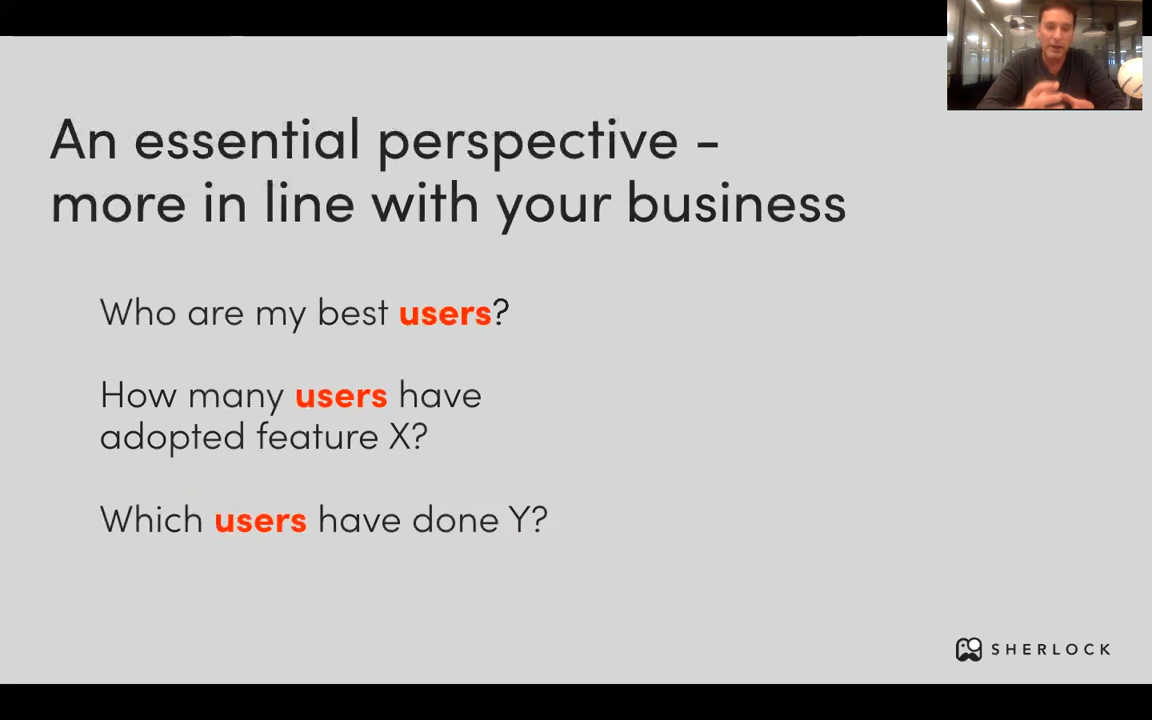 An essential perspective -
more in line with your business
Who are my best users?
How many users have
adopted feature X?
Which users have done Y?
SHERLOCK